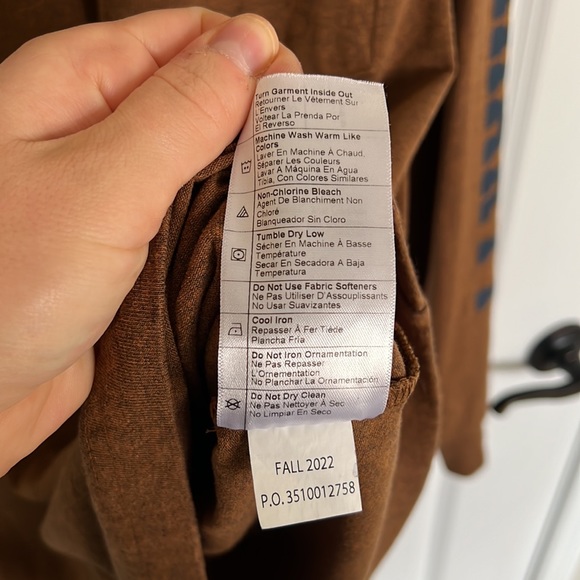 Turn Garment Inside Out
Retourner Le Vêtement Sur
L'Envers
Voltear La Prenda Por
El Reverso
Machine Wash Warm Like
Colors
Laver En Machine À Chaud,
Séparer Les Couleurs
Lavar A Máquina En Agua
Tibia, Con Colores Similares
Non-Chlorine Bleach
Agent De Blanchiment Non
Chloré
Blanqueador Sin Cloro
Tumble Dry Low
Sécher En Machine À Basse
Température
Secar En Secadora A Baja
Temperatura
Do Not Use Fabric Softeners
Ne Pas Utiliser D'Assouplissants
No Usar Suavizantes
Cool Iron
Repasser À Fer Tiède
Plancha Fría
Do Not Iron Ornamentation
Ne Pas Repasser
L'Ornementation
No Planchar La Ornamentación
Do Not Dry Clean
Ne Pas Nettoyer À Sec
No Limpiar En Seco
FALL 2022
P.O. 3510012758